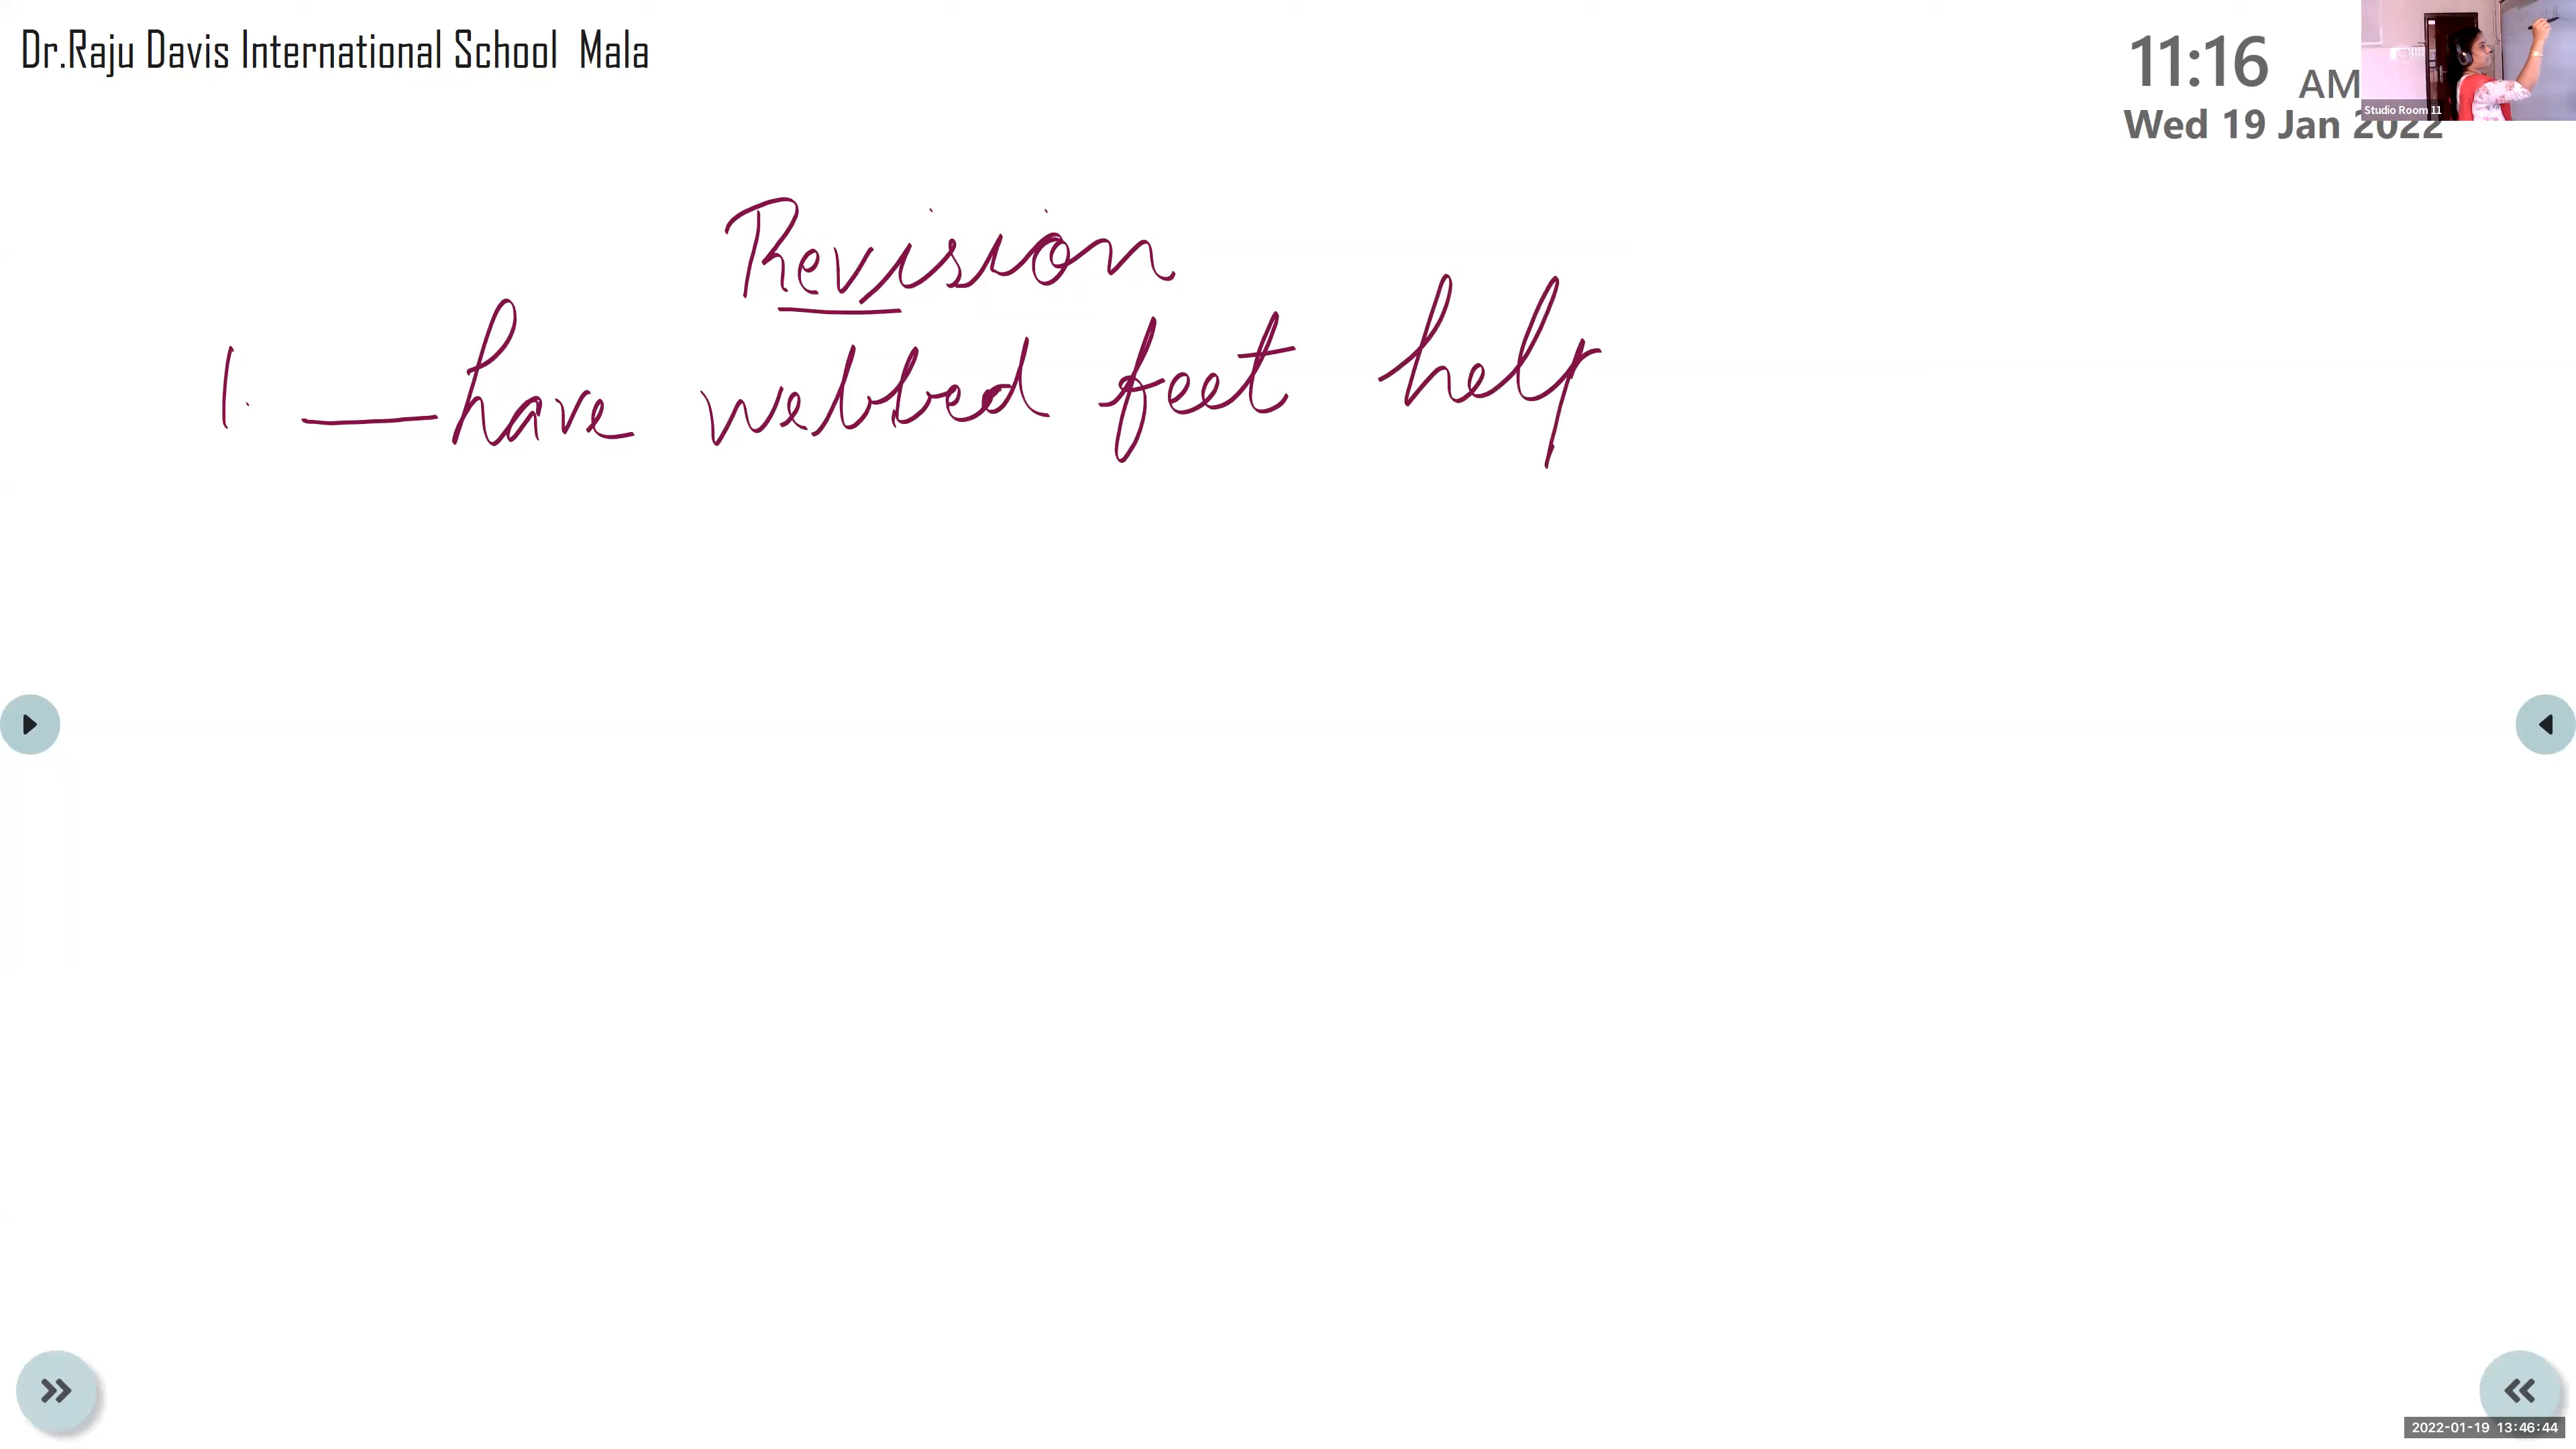 Dr.Raju Davis International School Mala
11:16 AM
Wed 19 Jan 2022
Studio Room 11
Revision
1. ___ have webbed feet help
2022-01-19 13:46:44